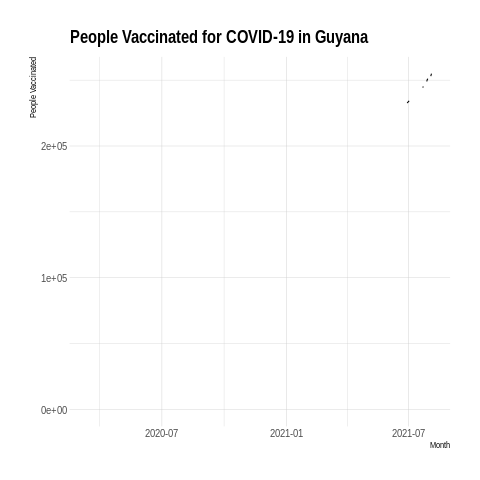 People Vaccinated for COVID-19 in Guyana
People Vaccinated
2e+05
1e+05
0e+00
2020-07
2021-01
2021-07
Month